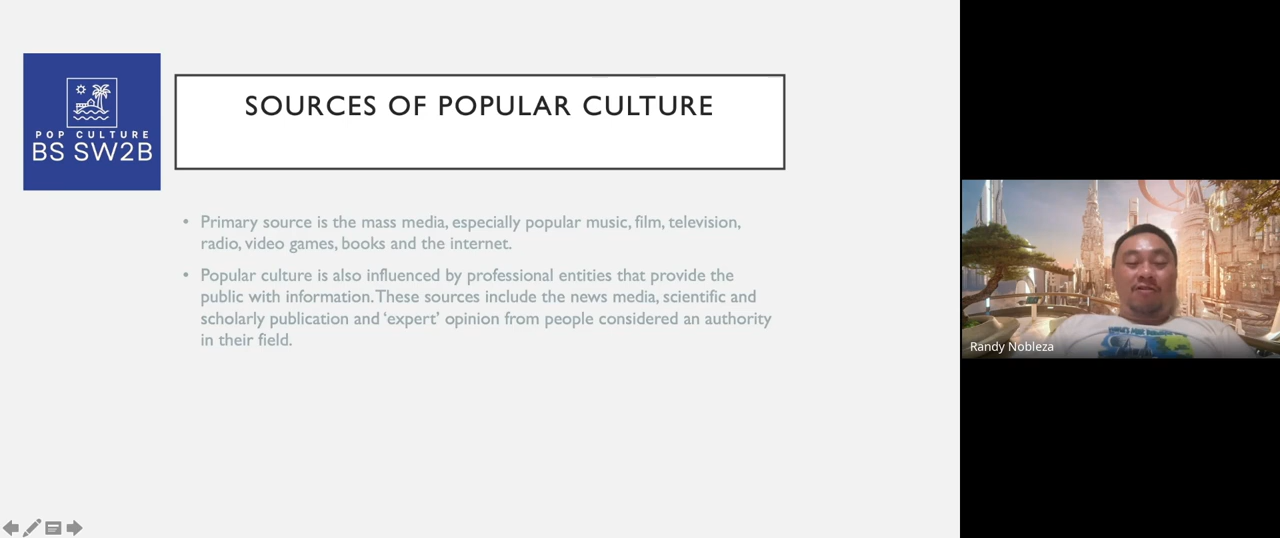 POP CULTURE
BS SW2B
SOURCES OF POPULAR CULTURE
• Primary source is the mass media, especially popular music, film, television,
radio, video games, books and the internet.
• Popular culture is also influenced by professional entities that provide the
public with information. These sources include the news media, scientific and
scholarly publication and ‘expert’ opinion from people considered an authority
in their field.
Randy Nobleza